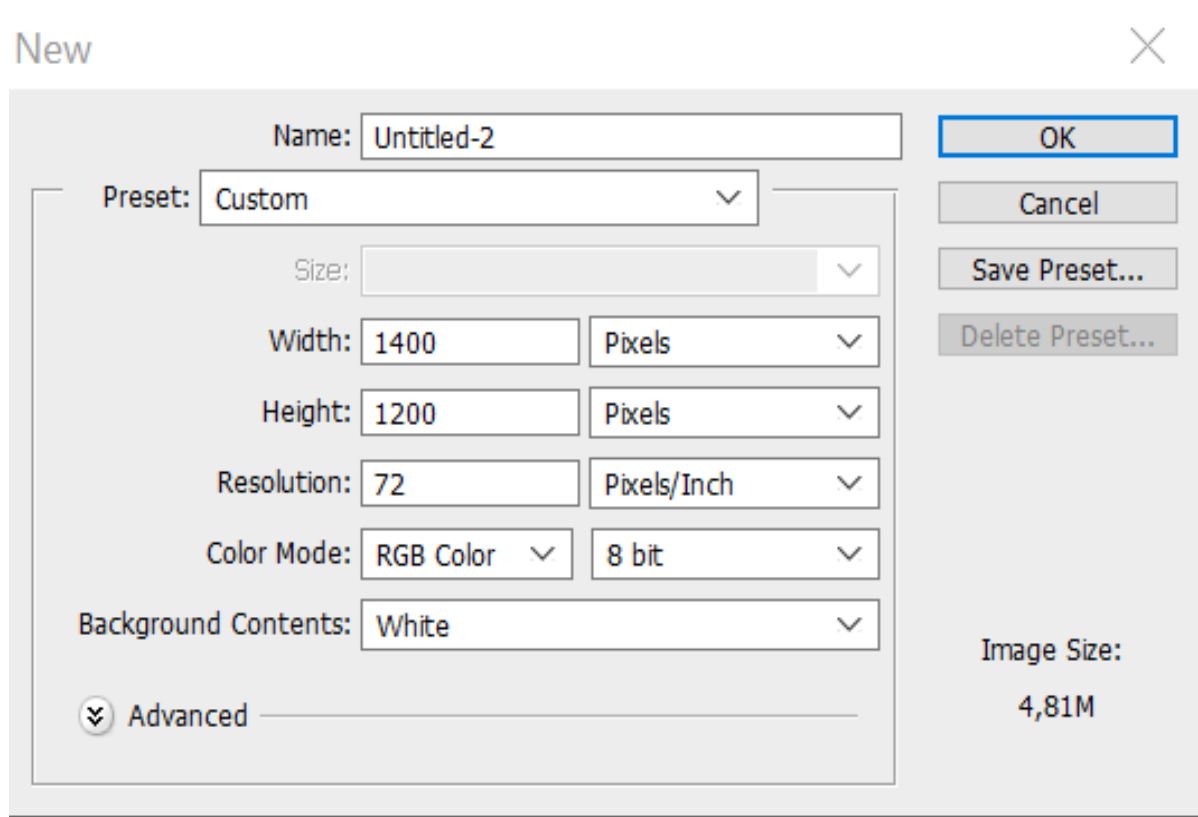 New
Name: Untitled-2
OK
Preset: Custom
Cancel
Size:
Save Preset...
Width: 1400 Pixels
Delete Preset...
Height: 1200 Pixels
Resolution: 72 Pixels/Inch
Color Mode: RGB Color 8 bit
Background Contents: White
Image Size:
4,81M
Advanced